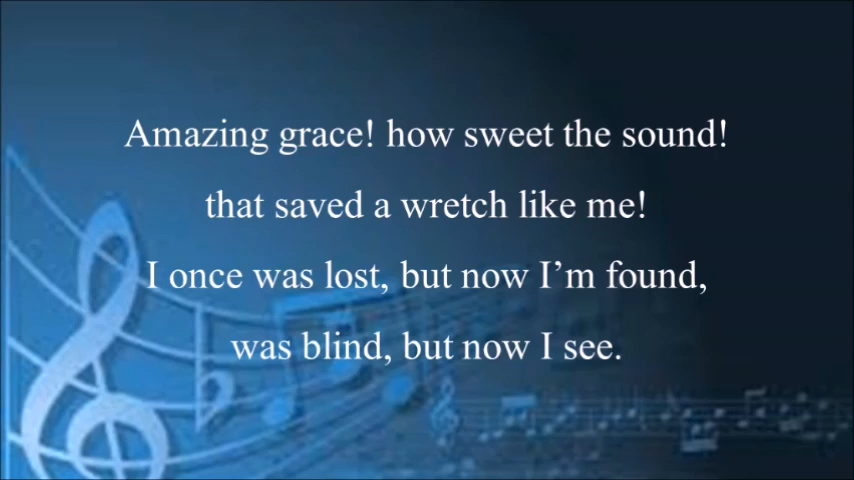 Amazing grace! how sweet the sound!
that saved a wretch like me!
I once was lost, but now I’m found,
was blind, but now I see.